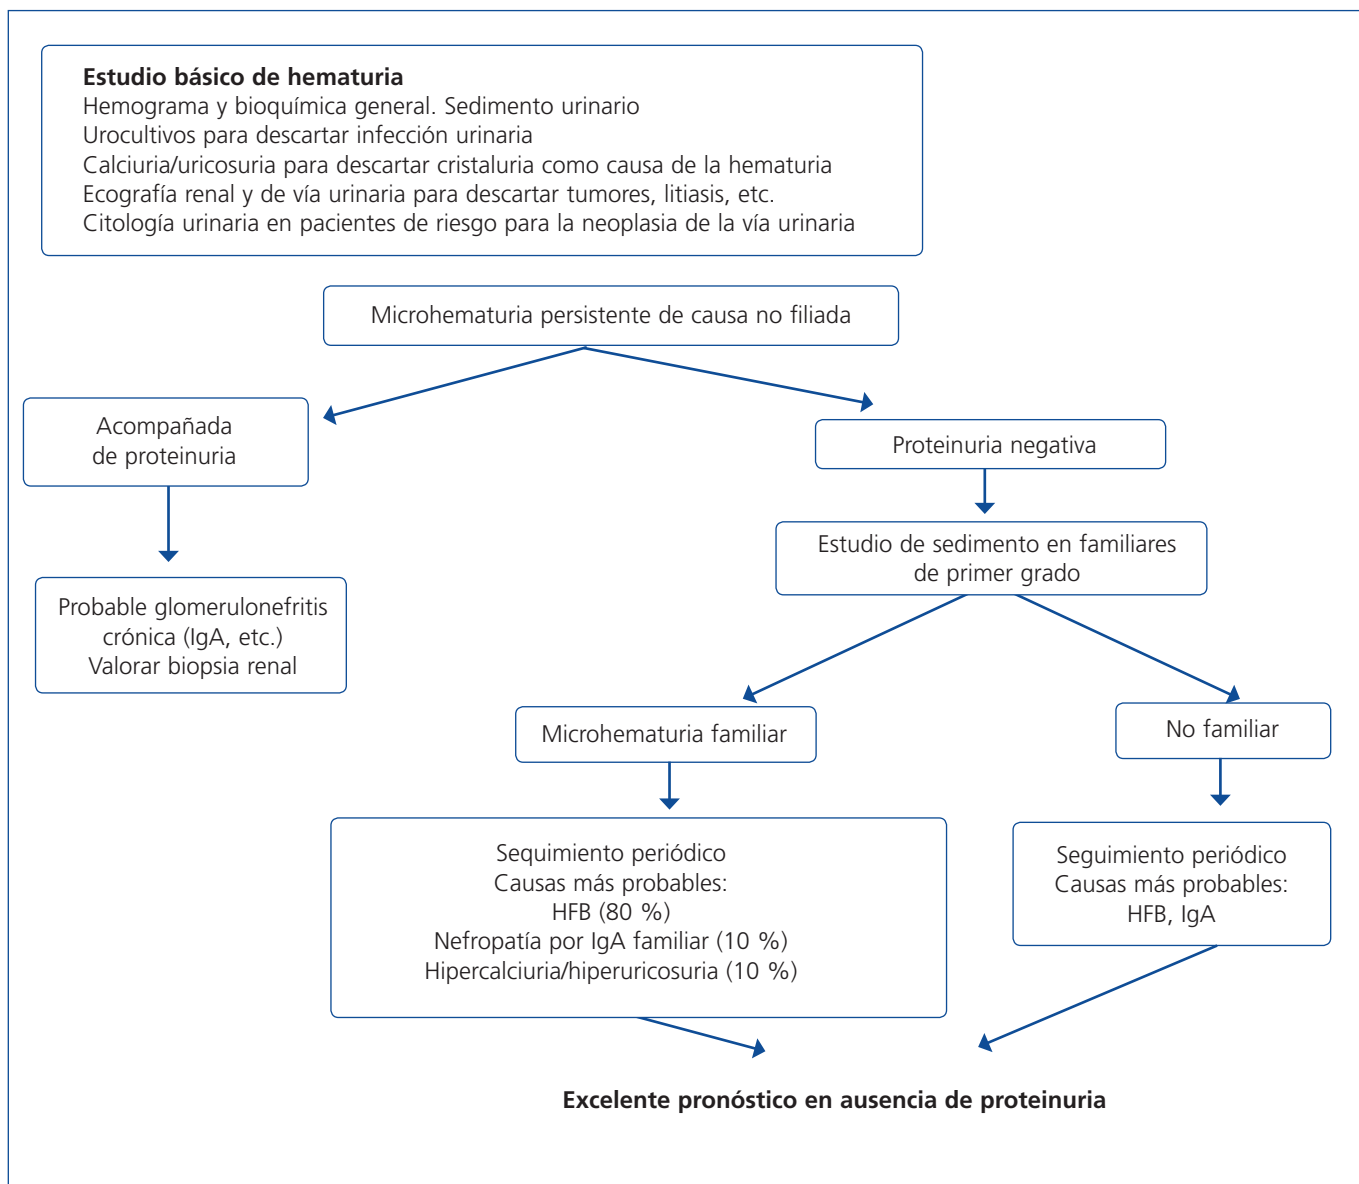 Estudio básico de hematuria
Hemograma y bioquímica general. Sedimento urinario
Urocultivos para descartar infección urinaria
Calciuria/uricosuria para descartar cristaluria como causa de la hematuria
Ecografía renal y de vía urinaria para descartar tumores, litiasis, etc.
Citología urinaria en pacientes de riesgo para la neoplasia de la vía urinaria
Microhematuria persistente de causa no filiada
Acompañada
de proteinuria
Proteinuria negativa
Estudio de sedimento en familiares
de primer grado
Probable glomerulonefritis
crónica (IgA, etc.)
Valorar biopsia renal
Microhematuria familiar
No familiar
Sequimiento periódico
Causas más probables:
HFB (80 %)
Nefropatía por IgA familiar (10 %)
Hipercalciuria/hiperuricosuria (10 %)
Seguimiento periódico
Causas más probables:
HFB, IgA
Excelente pronóstico en ausencia de proteinuria